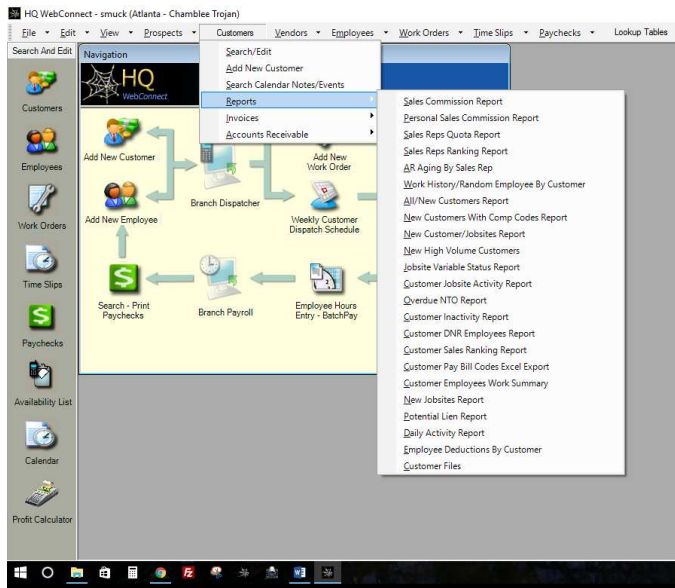 HQ WebConnect - smuck (Atlanta - Chamblee Trojan)
File Edit View Prospects Customers Vendors Employees Work Orders Time Slips Paychecks Lookup Tables
Search And Edit
Customers
Employees
Work Orders
Time Slips
Paychecks
Availability List
Calendar
Profit Calculator
Navigation
HQ
WebConnect
Add New Customer
Branch Dispatcher
Add New
Work Order
Add New Employee
Weekly Customer
Dispatch Schedule
Search - Print
Paychecks
Branch Payroll
Employee Hours
Entry - BatchPay
Search/Edit
Add New Customer
Search Calendar Notes/Events
Reports
Invoices
Accounts Receivable
Sales Commission Report
Personal Sales Commission Report
Sales Reps Quota Report
Sales Reps Ranking Report
AR Aging By Sales Rep
Work History/Random Employee By Customer
All/New Customers Report
New Customers With Comp Codes Report
New Customer/Jobsites Report
New High Volume Customers
Jobsite Variable Status Report
Customer Jobsite Activity Report
Overdue NTO Report
Customer Inactivity Report
Customer DNR Employees Report
Customer Sales Ranking Report
Customer Pay Bill Codes Excel Export
Customer Employees Work Summary
New Jobsites Report
Potential Lien Report
Daily Activity Report
Employee Deductions By Customer
Customer Files